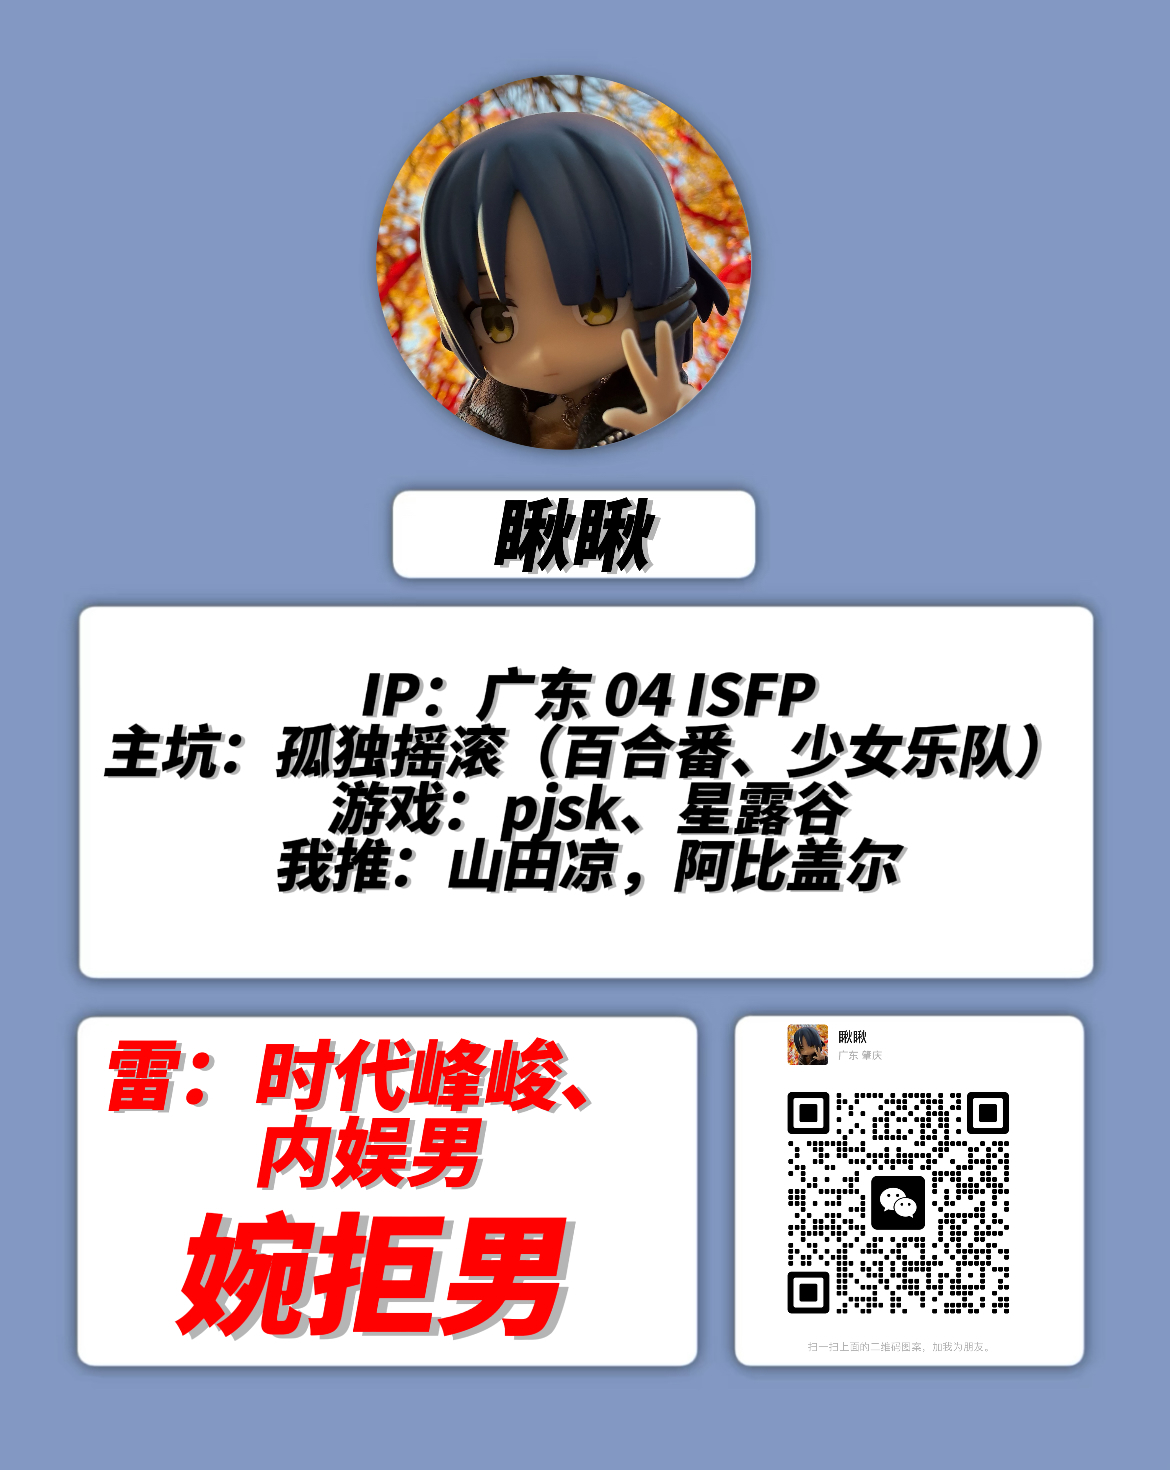 瞅瞅
IP：广东 04 ISFP
主坑：孤独摇滚（百合番、少女乐队）
游戏：pjsk、星露谷
我推：山田凉，阿比盖尔
雷：时代峰峻、
内娱男
婉拒男
瞅瞅
广东 肇庆
扫一扫上面的二维码图案，加我为朋友。